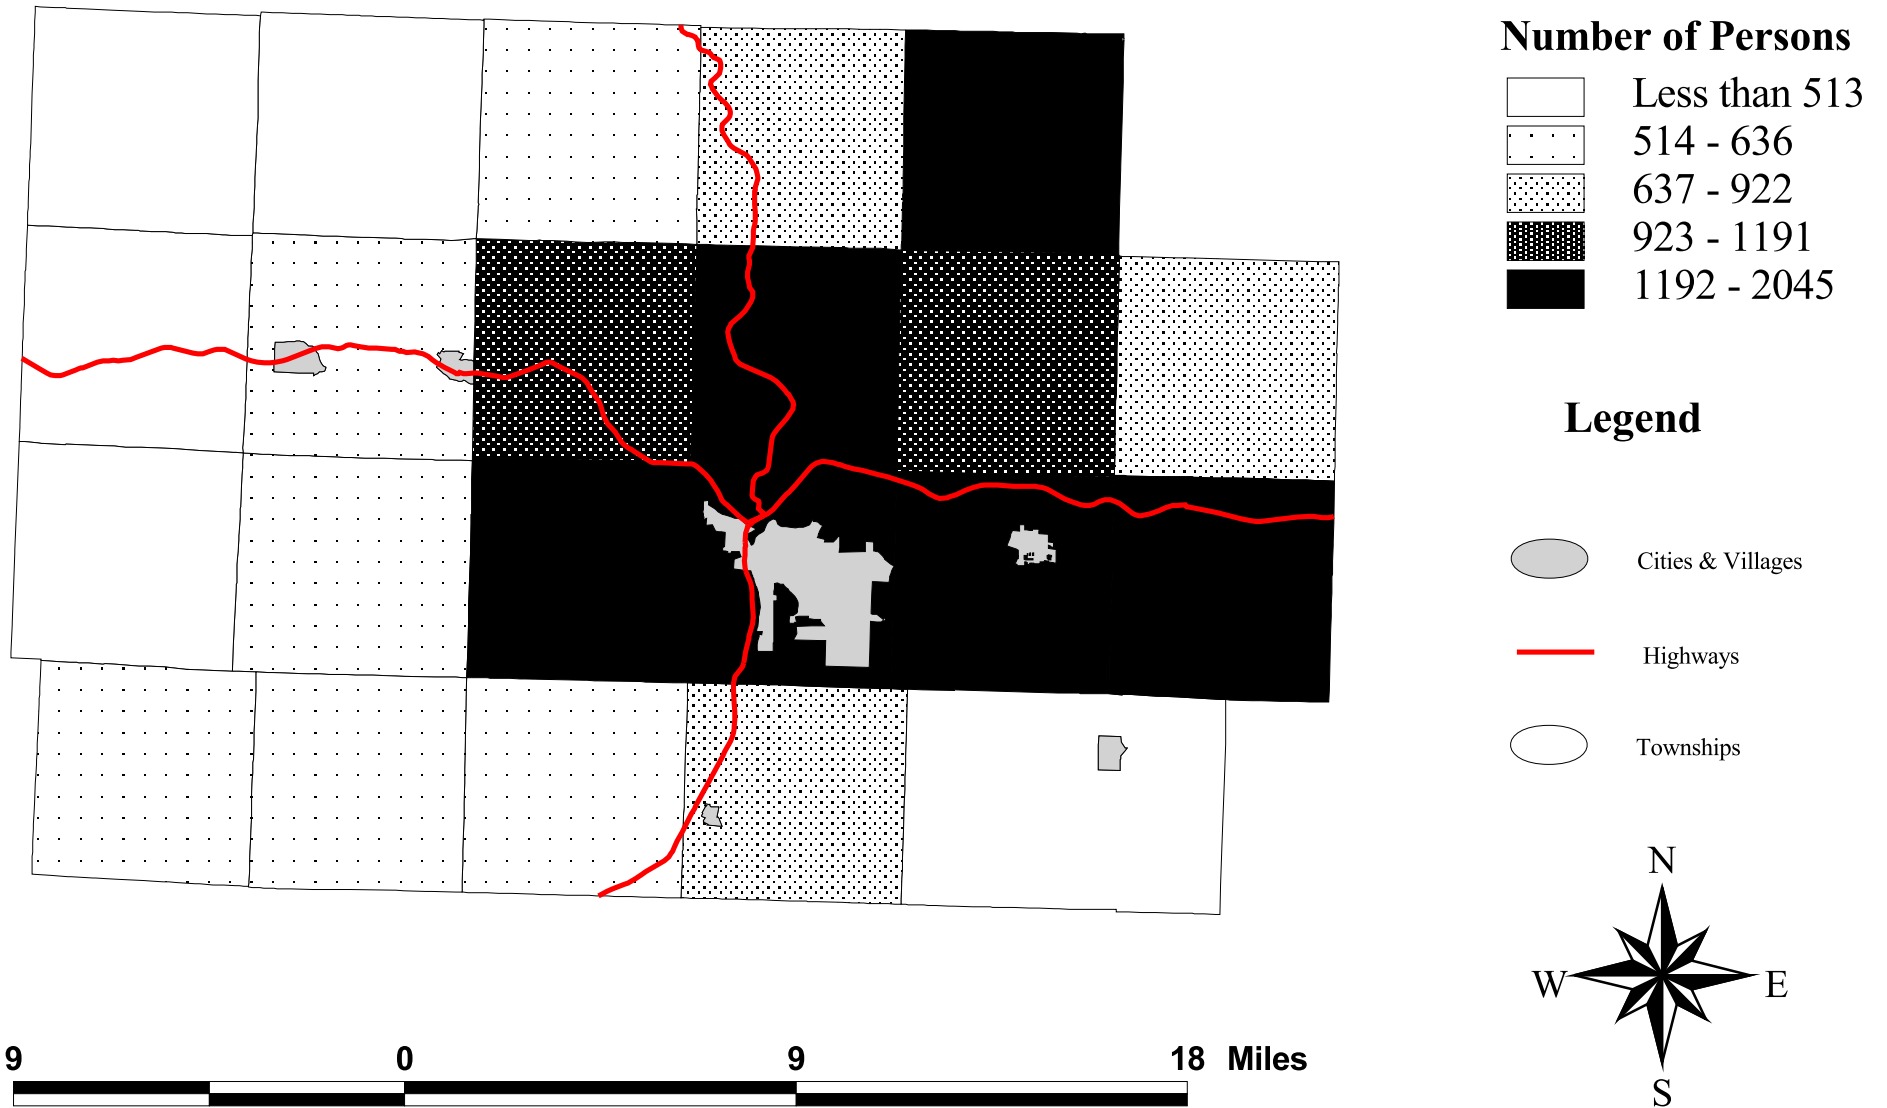 Number of Persons
Less than 513
514 - 636
637 - 922
923 - 1191
1192 - 2045
Legend
Cities & Villages
Highways
Townships
N
W E
S
9 0 9 18 Miles